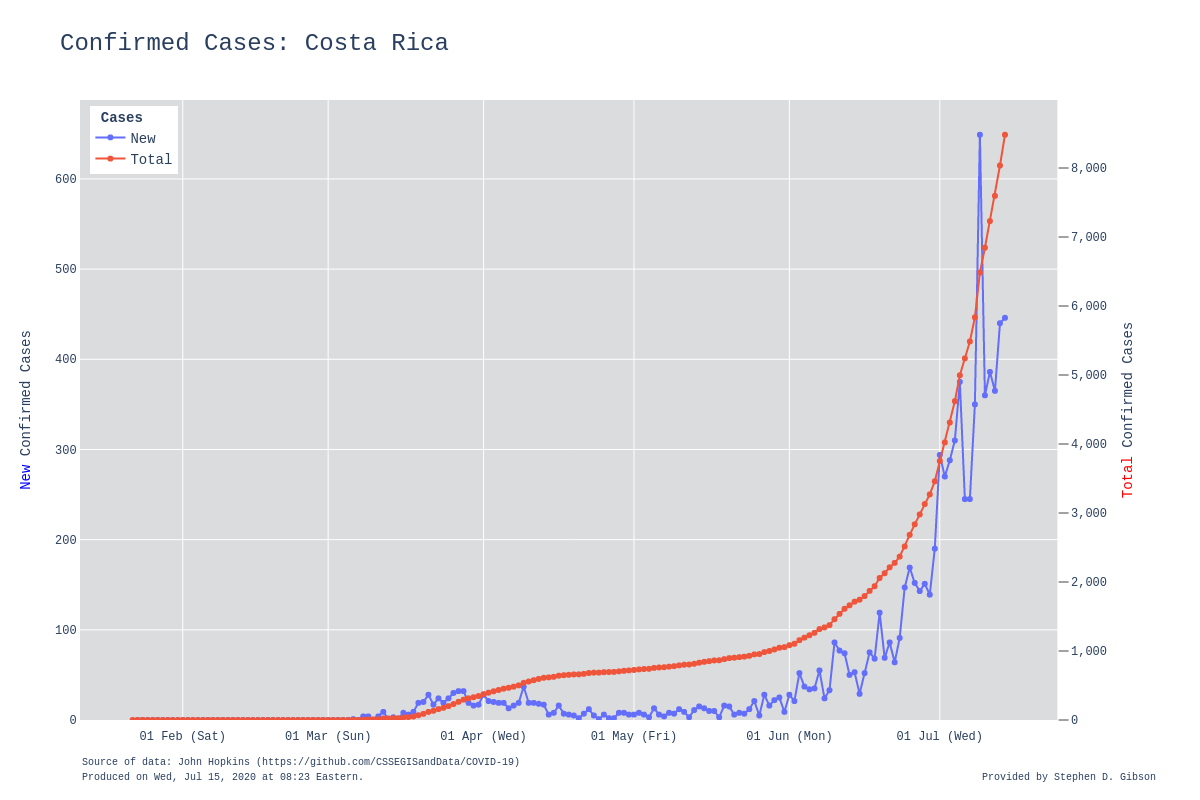 Confirmed Cases: Costa Rica
Cases
New
Total
600
500
400
300
200
100
0
8,000
7,000
6,000
5,000
4,000
3,000
2,000
1,000
0
New Confirmed Cases
Total Confirmed Cases
01 Feb (Sat)
01 Mar (Sun)
01 Apr (Wed)
01 May (Fri)
01 Jun (Mon)
01 Jul (Wed)
Source of data: John Hopkins (https://github.com/CSSEGISandData/COVID-19)
Produced on Wed, Jul 15, 2020 at 08:23 Eastern.
Provided by Stephen D. Gibson